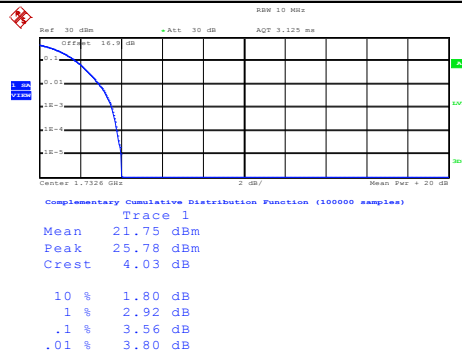 RBW 10 MHz
Ref 30 dBm *Att 30 dB AQT 3.125 ms
Offset 16.9 dB
0.1
A
1 SA
VIEW
0.01
1E-3
LVL
1E-4
1E-5
3DB
Center 1.7326 GHz 2 dB/ Mean Pwr + 20 dB
Complementary Cumulative Distribution Function (100000 samples)
Trace 1
Mean 21.75 dBm
Peak 25.78 dBm
Crest 4.03 dB
10 % 1.80 dB
1 % 2.92 dB
.1 % 3.56 dB
.01 % 3.80 dB